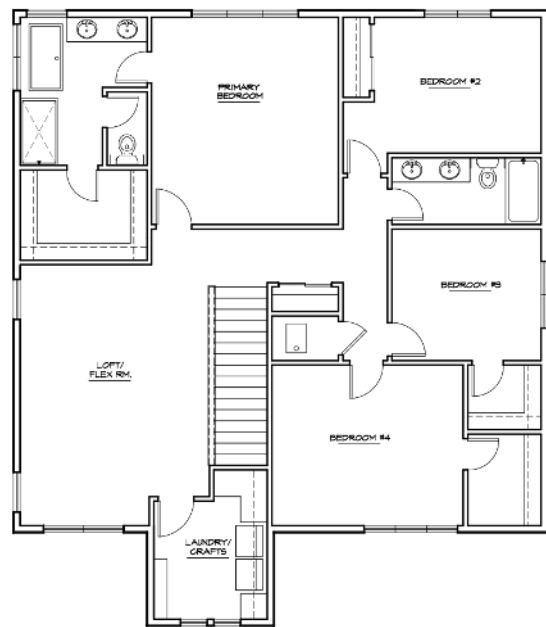 PRIMARY
BEDROOM
BEDROOM #2
BEDROOM #3
LOFT/
FLEX RM.
BEDROOM #4
LAUNDRY/
CRAFTS